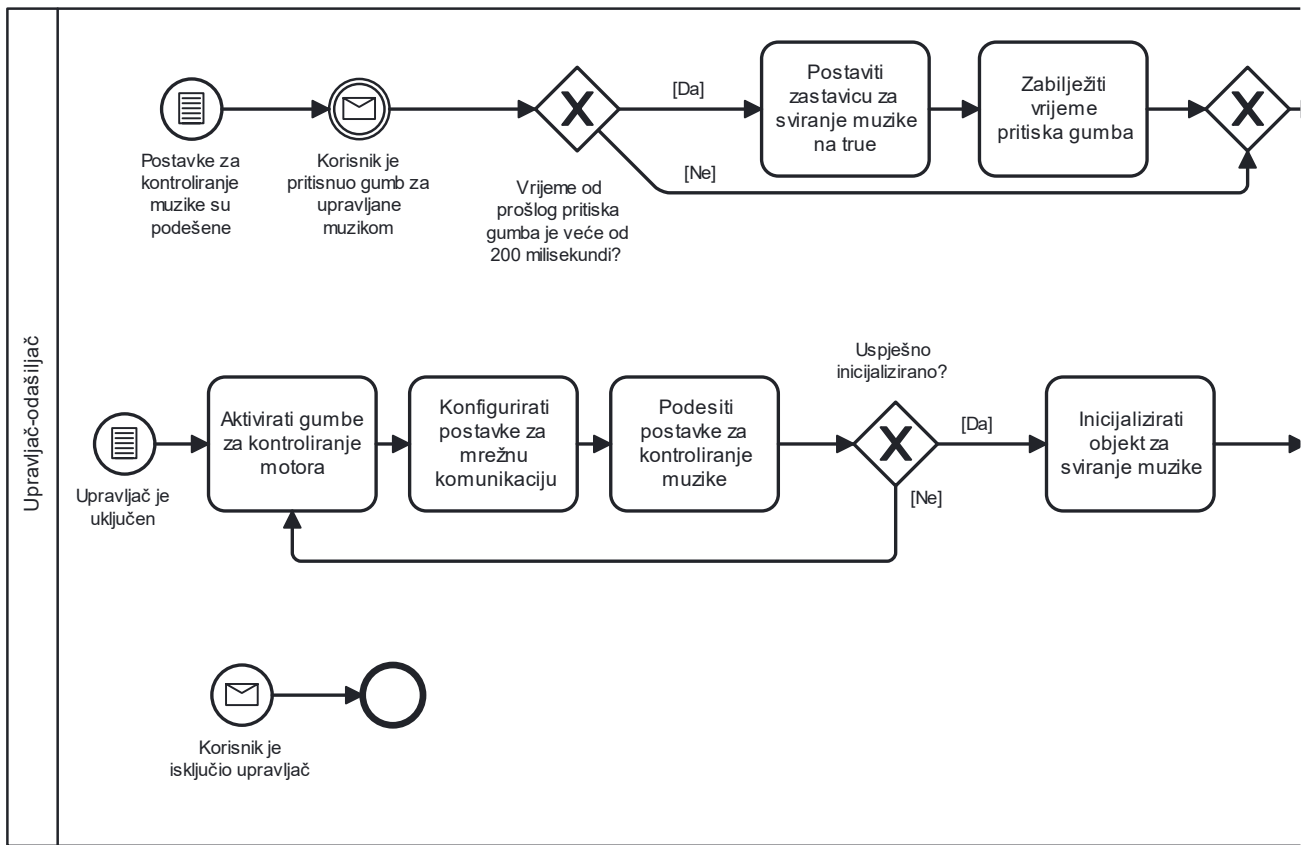 Upravljač-odašiljač
Postavke za
kontroliranje
muzike su
podešene
Korisnik je
pritisnuo gumb za
upravljane
muzikom
Vrijeme od
prošlog pritiska
gumba je veće od
200 milisekundi?
[Da]
[Ne]
Postaviti
zastavicu za
sviranje muzike
na true
Zabilježiti
vrijeme
pritiska gumba
Upravljač je
uključen
Aktivirati gumbe
za kontroliranje
motora
Konfigurirati
postavke za
mrežnu
komunikaciju
Podesiti
postavke za
kontroliranje
muzike
Uspješno
inicijalizirano?
[Da]
[Ne]
Inicijalizirati
objekt za
sviranje muzike
Korisnik je
isključio upravljač